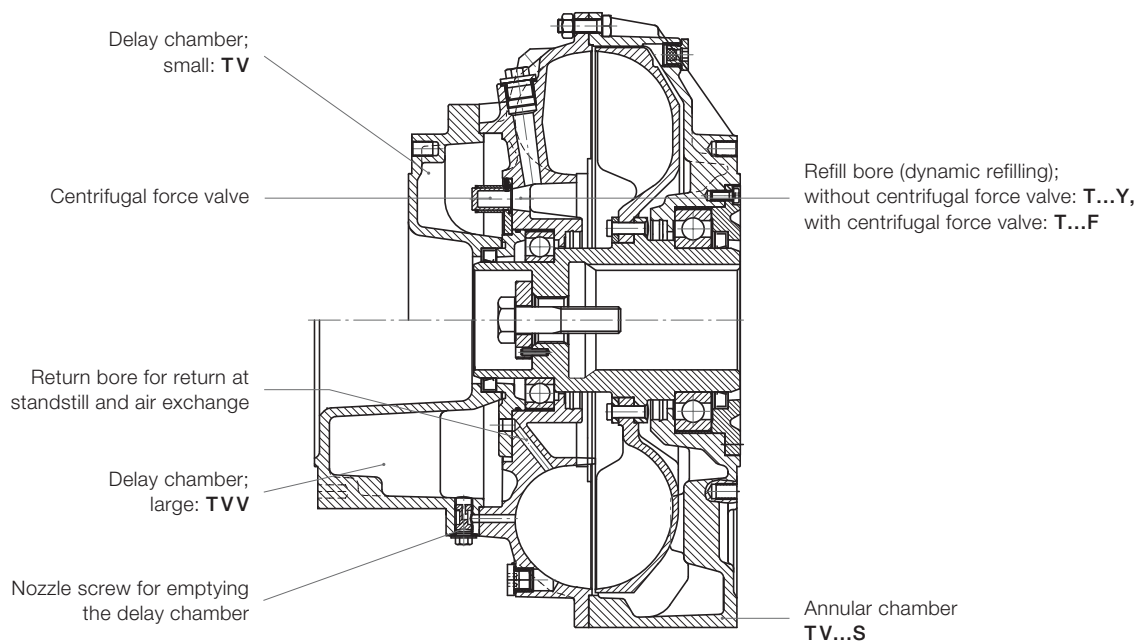 Delay chamber;
small: TV
Centrifugal force valve
Refill bore (dynamic refilling);
without centrifugal force valve: T...Y,
with centrifugal force valve: T...F
Return bore for return at
standstill and air exchange
Delay chamber;
large: TVV
Nozzle screw for emptying
the delay chamber
Annular chamber
TV...S